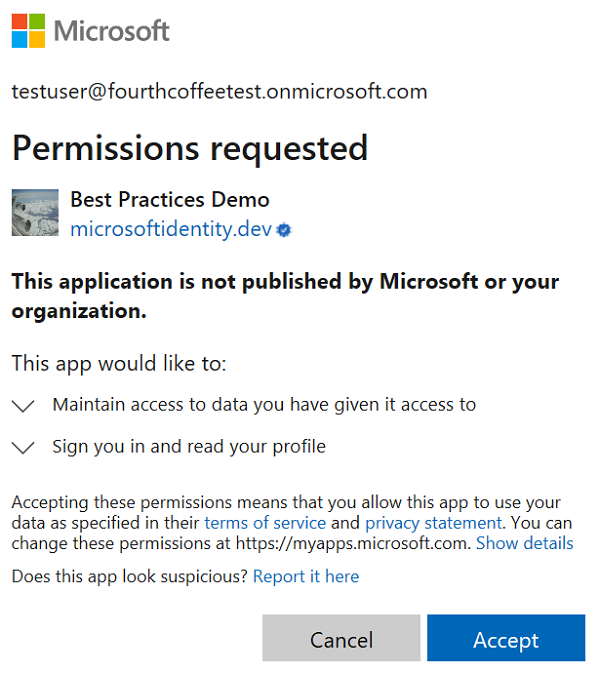 Microsoft
testuser@fourthcoffeetest.onmicrosoft.com
Permissions requested
Best Practices Demo
microsoftidentity.dev
This application is not published by Microsoft or your
organization.
This app would like to:
Maintain access to data you have given it access to
Sign you in and read your profile
Accepting these permissions means that you allow this app to use your
data as specified in their terms of service and privacy statement. You can
change these permissions at https://myapps.microsoft.com. Show details
Does this app look suspicious? Report it here
Cancel
Accept